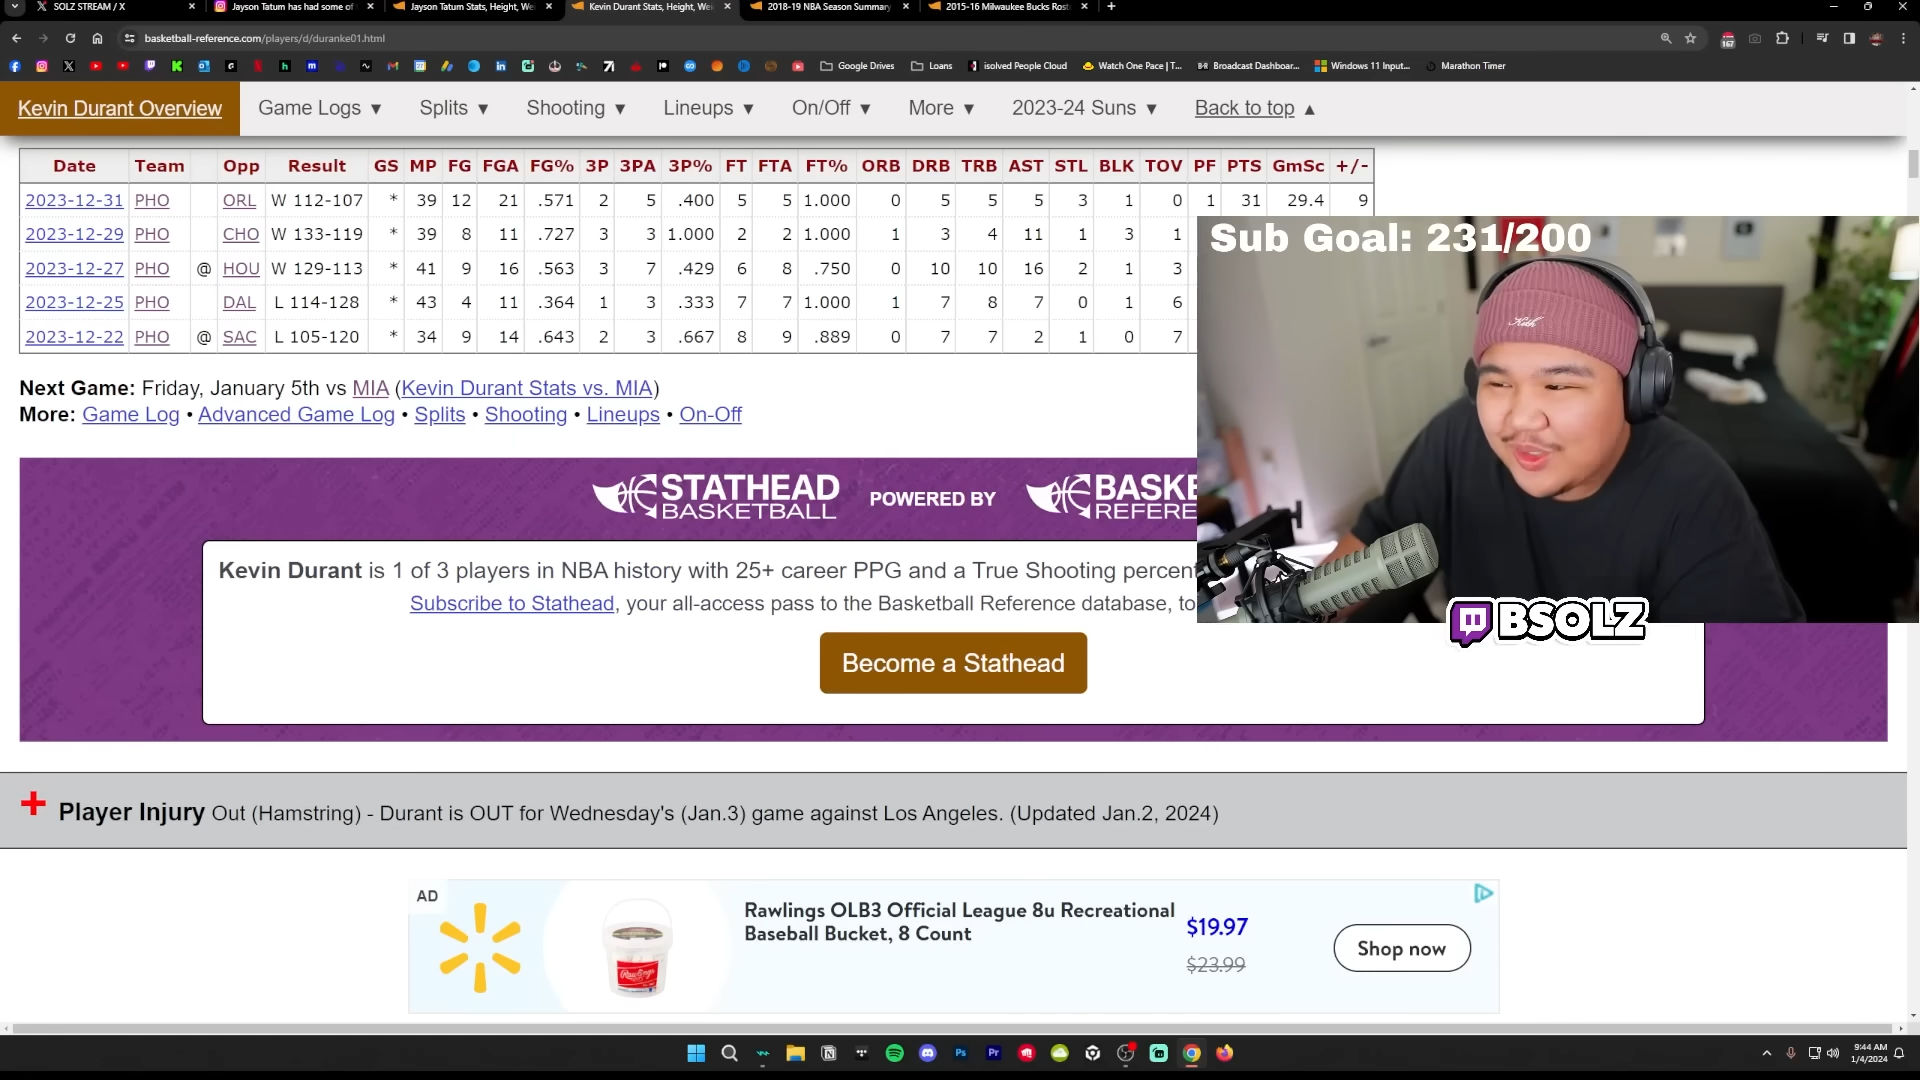 SOLZ STREAM / X
Jayson Tatum has had some of
Jayson Tatum Stats, Height, We
Kevin Durant Stats, Height, Wei
2018-19 NBA Season Summary
2015-16 Milwaukee Bucks Rost
basketball-reference.com/players/d/duranke01.html
167
Google Drives
Loans
isolved People Cloud
Watch One Pace | T...
Broadcast Dashboar...
Windows 11 Input...
Marathon Timer
Kevin Durant Overview Game Logs ▼ Splits ▼ Shooting ▼ Lineups ▼ On/Off ▼ More ▼ 2023-24 Suns ▼ Back to top ▲
Date Team Opp Result GS MP FG FGA FG% 3P 3PA 3P% FT FTA FT% ORB DRB TRB AST STL BLK TOV PF PTS GmSc +/-
2023-12-31 PHO ORL W 112-107 * 39 12 21 .571 2 5 .400 5 5 1.000 0 5 5 5 3 1 0 1 31 29.4 9
2023-12-29 PHO CHO W 133-119 * 39 8 11 .727 3 3 1.000 2 2 1.000 1 3 4 11 1 3 1
2023-12-27 PHO @ HOU W 129-113 * 41 9 16 .563 3 7 .429 6 8 .750 0 10 10 16 2 1 3
2023-12-25 PHO DAL L 114-128 * 43 4 11 .364 1 3 .333 7 7 1.000 1 7 8 7 0 1 6
2023-12-22 PHO @ SAC L 105-120 * 34 9 14 .643 2 3 .667 8 9 .889 0 7 7 2 1 0 7
Sub Goal: 231/200
Kith
BSOLZ
Next Game: Friday, January 5th vs MIA (Kevin Durant Stats vs. MIA)
More: Game Log • Advanced Game Log • Splits • Shooting • Lineups • On-Off
STATHEAD BASKETBALL POWERED BY BASKE
REFERE
Kevin Durant is 1 of 3 players in NBA history with 25+ career PPG and a True Shooting percent
Subscribe to Stathead, your all-access pass to the Basketball Reference database, to
Become a Stathead
Player Injury Out (Hamstring) - Durant is OUT for Wednesday's (Jan.3) game against Los Angeles. (Updated Jan.2, 2024)
AD
Rawlings OLB3 Official League 8u Recreational
Baseball Bucket, 8 Count
$19.97
$23.99
Shop now
Rawlings
Ps
Pr
9:44 AM
1/4/2024